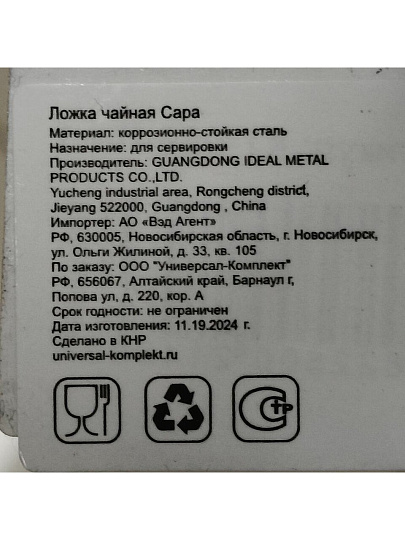 Ложка чайная Сара
Материал: коррозионно-стойкая сталь
Назначение: для сервировки
Производитель: GUANGDONG IDEAL METAL
PRODUCTS CO.,LTD.
Yucheng industrial area, Rongcheng district,
Jieyang 522000, Guangdong , China
Импортер: АО «Вэд Агент»
РФ, 630005, Новосибирская область, г. Новосибирск,
ул. Ольги Жилиной, д. 33, кв. 105
По заказу: ООО "Универсал-Комплект"
РФ, 656067, Алтайский край, Барнаул г,
Попова ул, д. 220, кор. А
Срок годности: не ограничен
Дата изготовления: 11.19.2024 г.
Сделано в КНР
universal-komplekt.ru
СТР